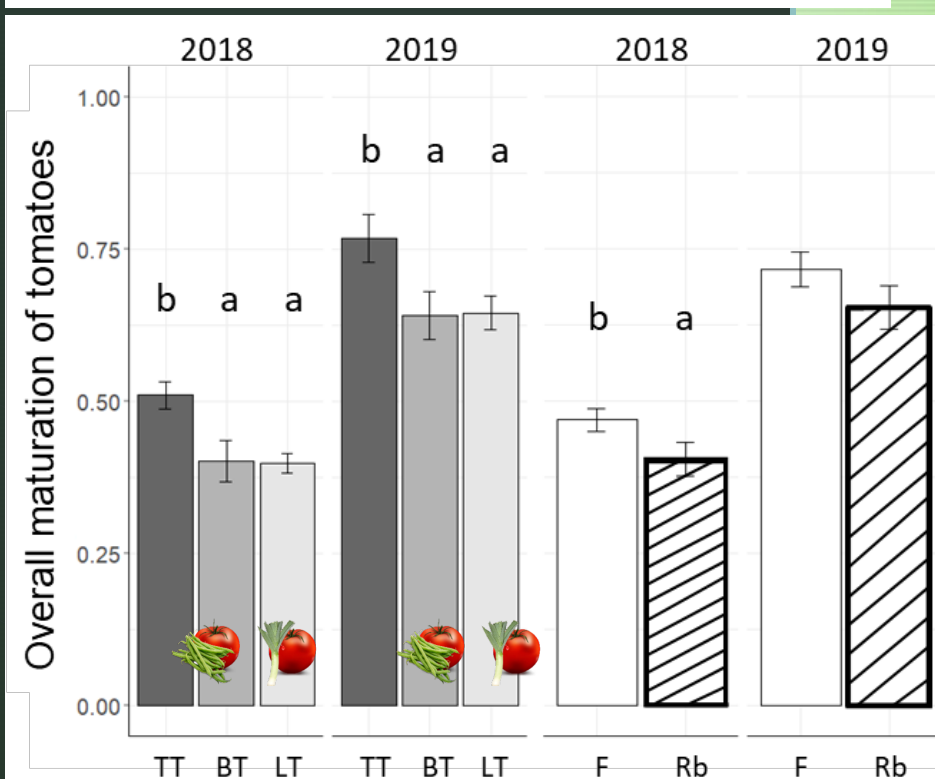 2018 2019 2018 2019
Overall maturation of tomatoes
1.00
b a a
0.75
b a a
b a
0.50
0.25
0.00
TT BT LT TT BT LT F Rb F Rb